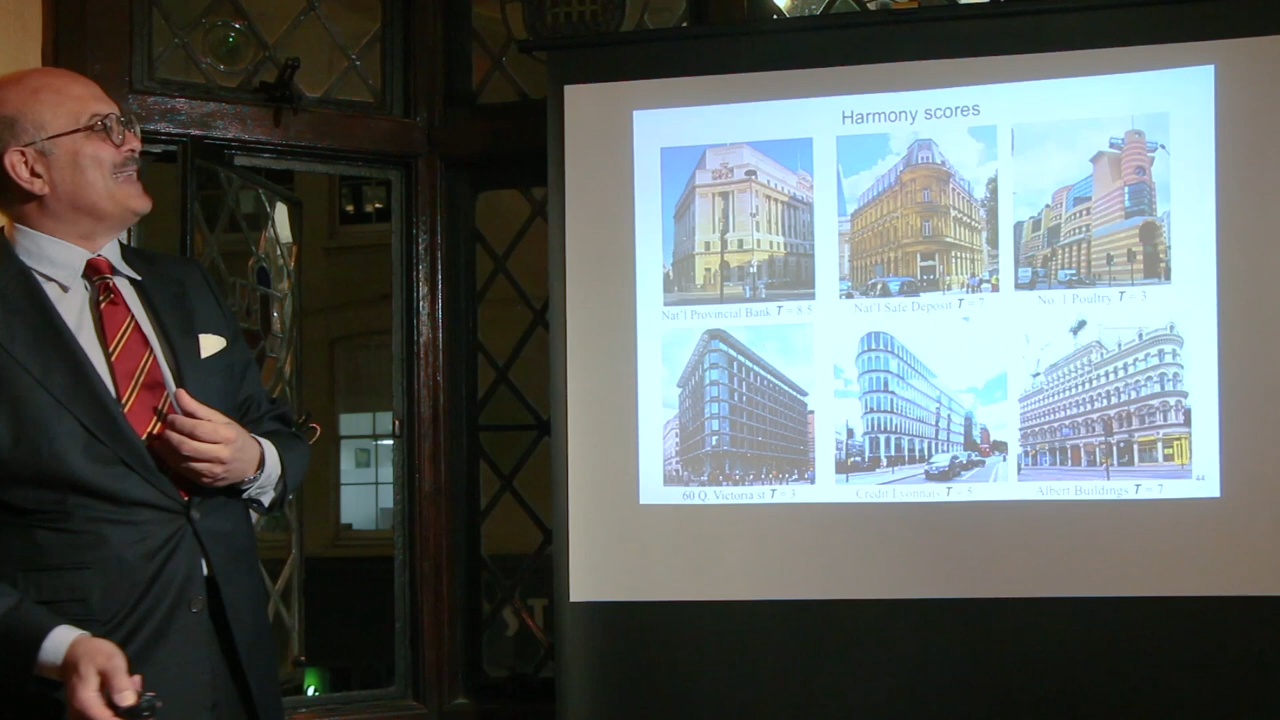 Harmony scores
Nat'l Provincial Bank T = 8.5
Nat'l Safe Deposit T = 7
No. 1 Poultry T = 3
60 Q. Victoria st T = 3
Credit Lyonnais T = 5
Albert Buildings T = 7
44
ST